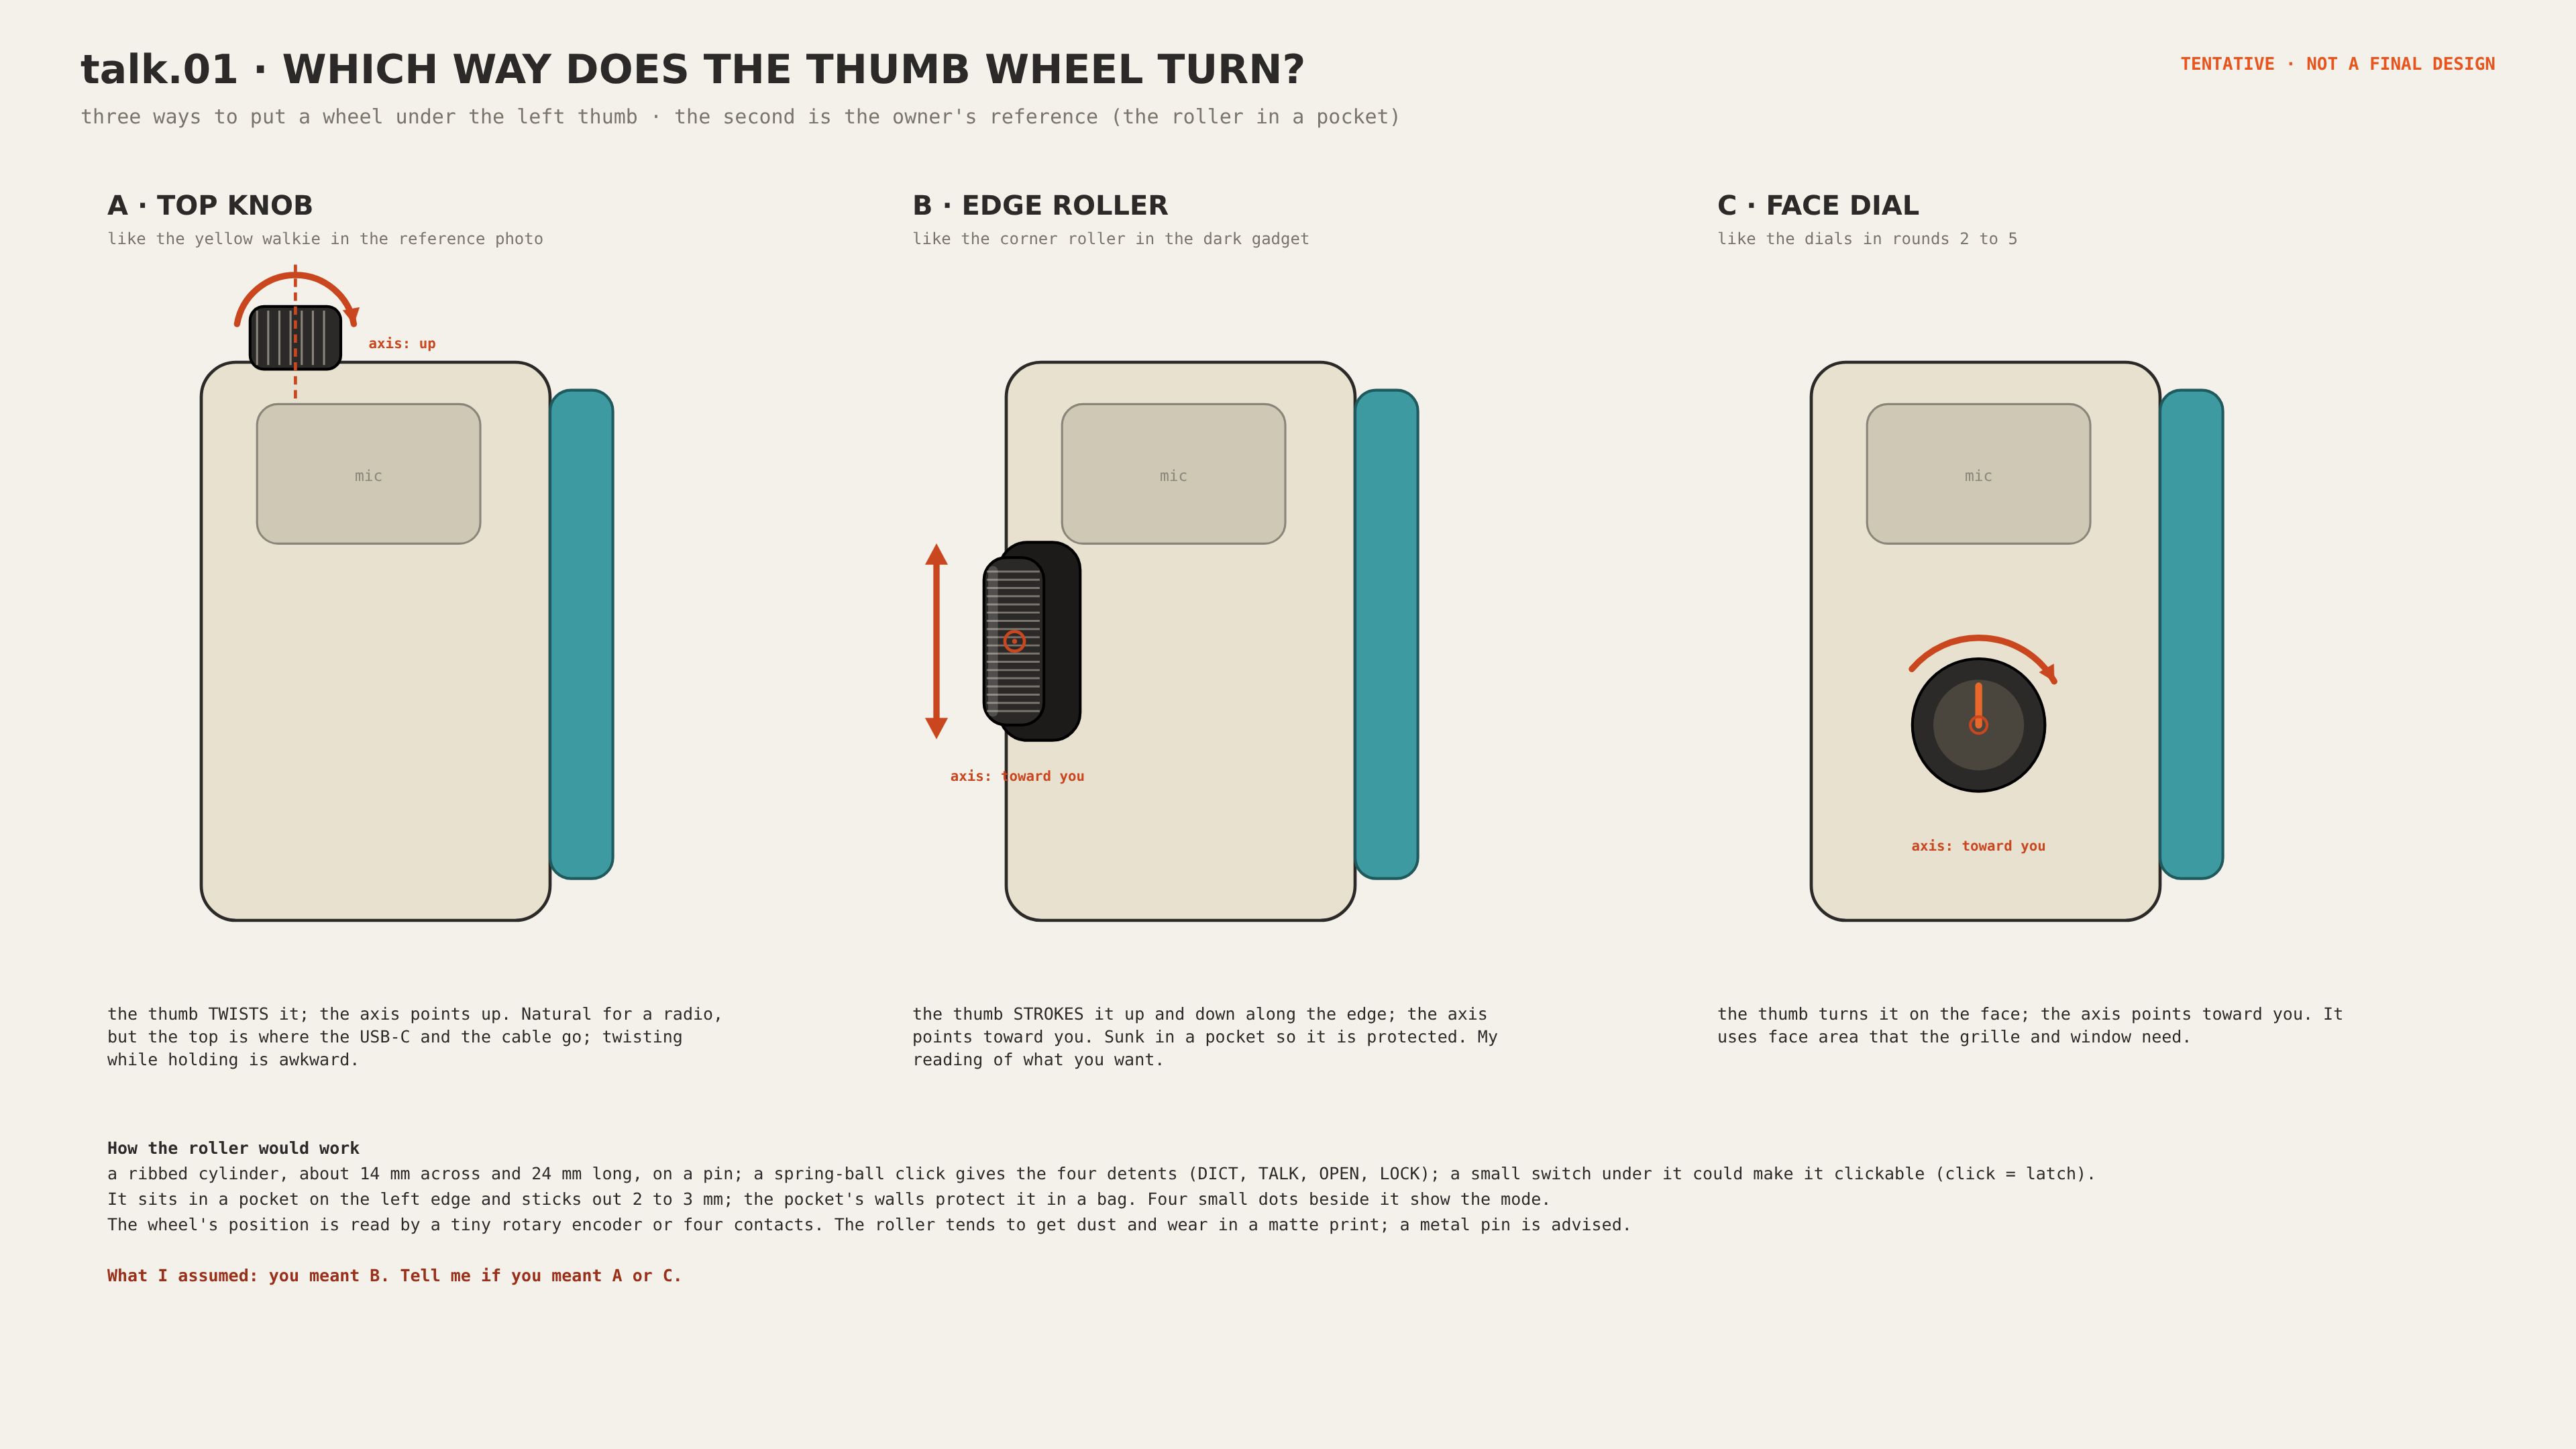 talk.01 · WHICH WAY DOES THE THUMB WHEEL TURN?
TENTATIVE · NOT A FINAL DESIGN
three ways to put a wheel under the left thumb · the second is the owner's reference (the roller in a pocket)
A · TOP KNOB
like the yellow walkie in the reference photo
axis: up
mic
the thumb TWISTS it; the axis points up. Natural for a radio,
but the top is where the USB-C and the cable go; twisting
while holding is awkward.
B · EDGE ROLLER
like the corner roller in the dark gadget
mic
axis: toward you
the thumb STROKES it up and down along the edge; the axis
points toward you. Sunk in a pocket so it is protected. My
reading of what you want.
C · FACE DIAL
like the dials in rounds 2 to 5
mic
axis: toward you
the thumb turns it on the face; the axis points toward you. It
uses face area that the grille and window need.
How the roller would work
a ribbed cylinder, about 14 mm across and 24 mm long, on a pin; a spring-ball click gives the four detents (DICT, TALK, OPEN, LOCK); a small switch under it could make it clickable (click = latch).
It sits in a pocket on the left edge and sticks out 2 to 3 mm; the pocket's walls protect it in a bag. Four small dots beside it show the mode.
The wheel's position is read by a tiny rotary encoder or four contacts. The roller tends to get dust and wear in a matte print; a metal pin is advised.
What I assumed: you meant B. Tell me if you meant A or C.